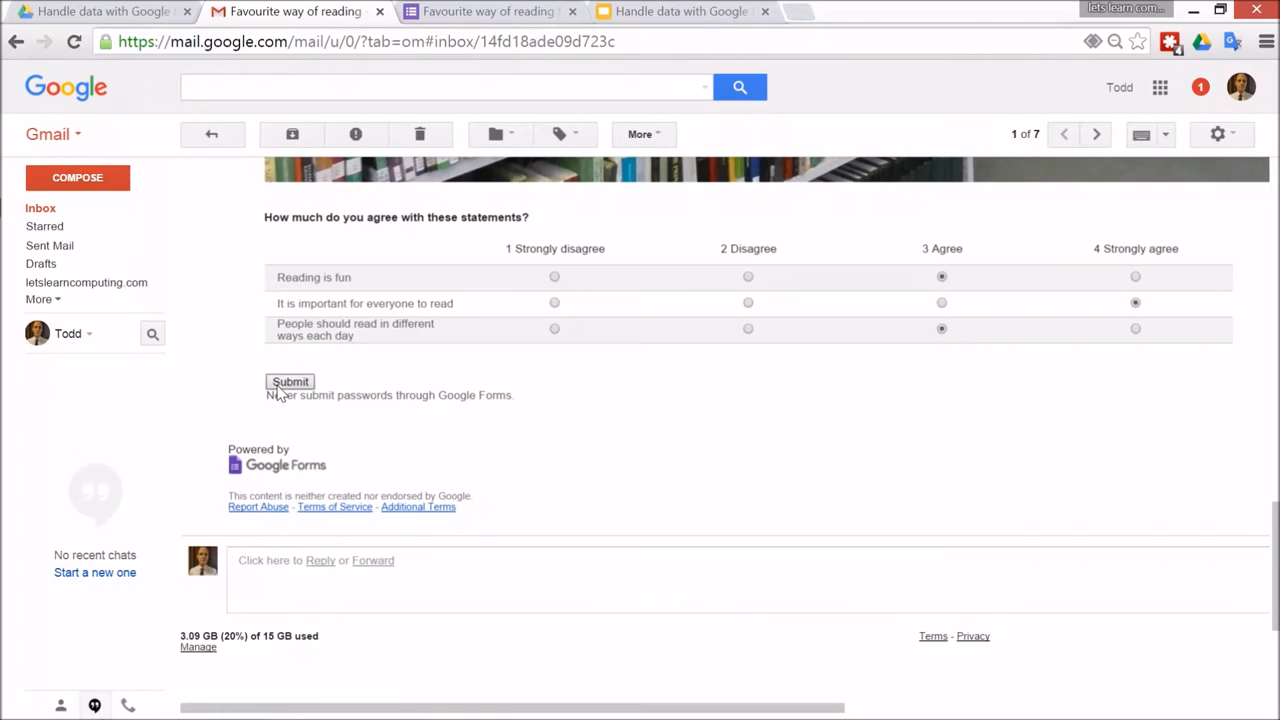 Handle data with Google
Favourite way of reading
Favourite way of reading
Handle data with Google
lets learn com...
https://mail.google.com/mail/u/0/?tab=om#inbox/14fd18ade09d723c
4
Google
Todd
1
Gmail
More
1 of 7
COMPOSE
Inbox
Starred
Sent Mail
Drafts
letslearncomputing.com
More
Todd
How much do you agree with these statements?
1 Strongly disagree 2 Disagree 3 Agree 4 Strongly agree
Reading is fun
It is important for everyone to read
People should read in different
ways each day
Submit
Never submit passwords through Google Forms.
Powered by
Google Forms
This content is neither created nor endorsed by Google.
Report Abuse - Terms of Service - Additional Terms
No recent chats
Start a new one
Click here to Reply or Forward
3.09 GB (20%) of 15 GB used
Manage
Terms - Privacy